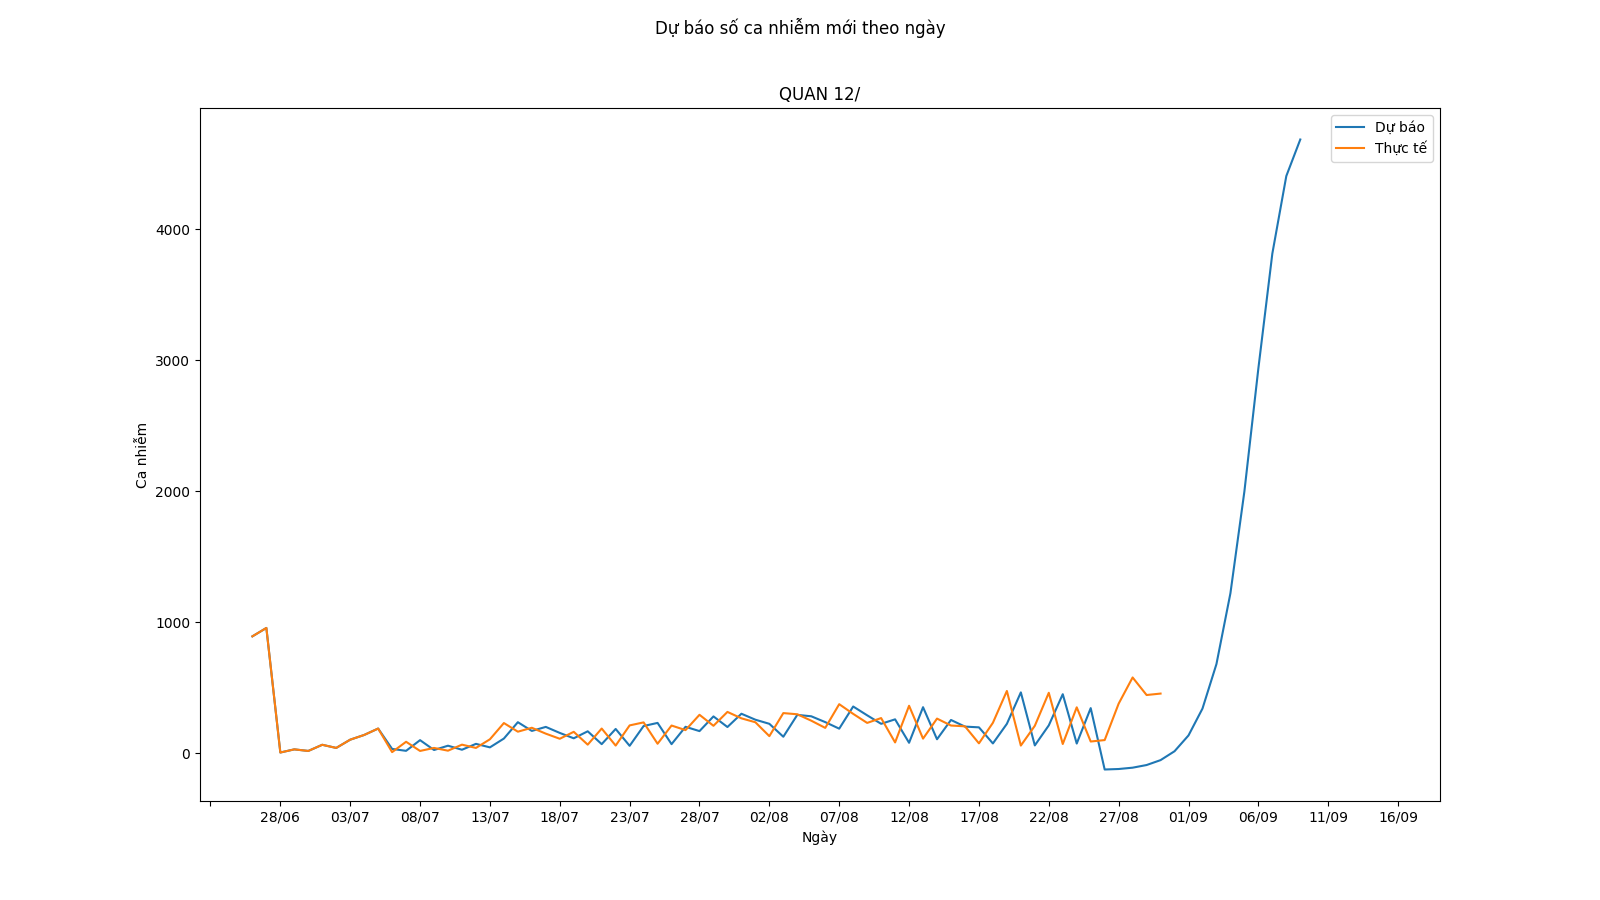 Dự báo số ca nhiễm mới theo ngày
QUAN 12/
Dự báo
Thực tế
4000
3000
2000
1000
0
Ca nhiễm
28/06 03/07 08/07 13/07 18/07 23/07 28/07 02/08 07/08 12/08 17/08 22/08 27/08 01/09 06/09 11/09 16/09
Ngày